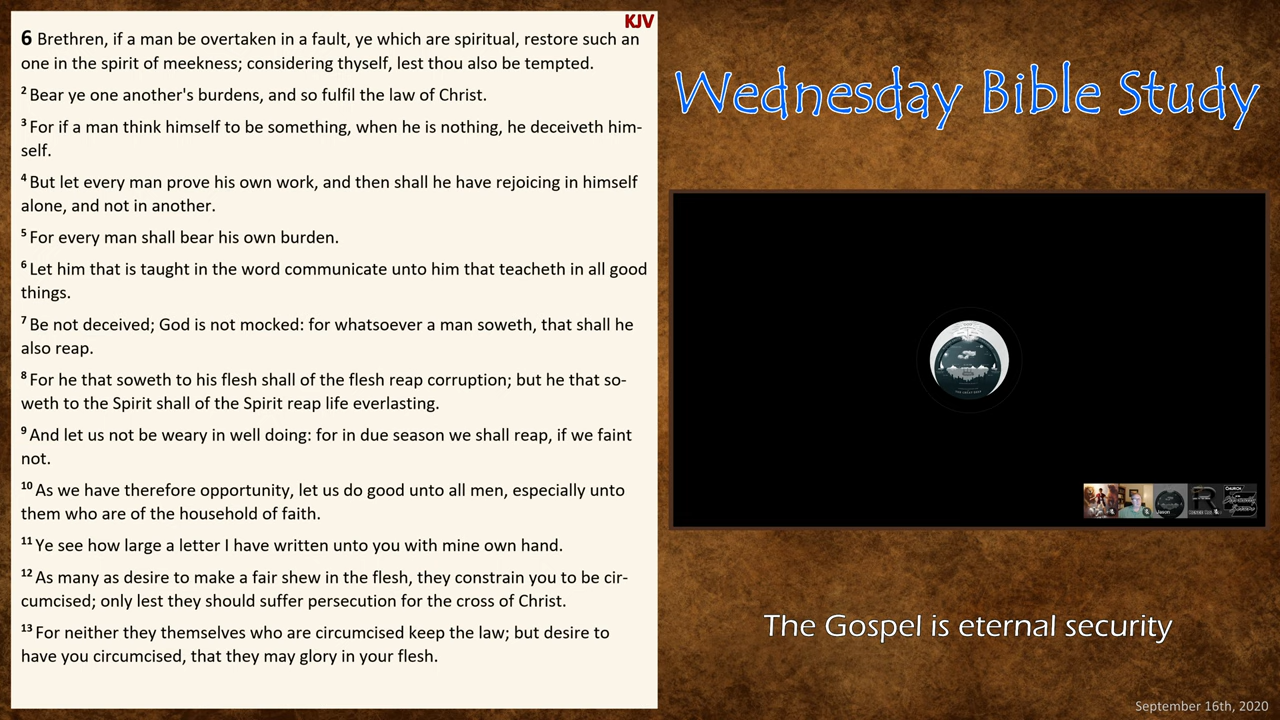 KJV
6 Brethren, if a man be overtaken in a fault, ye which are spiritual, restore such an
one in the spirit of meekness; considering thyself, lest thou also be tempted.
2 Bear ye one another's burdens, and so fulfil the law of Christ.
3 For if a man think himself to be something, when he is nothing, he deceiveth him-
self.
4 But let every man prove his own work, and then shall he have rejoicing in himself
alone, and not in another.
5 For every man shall bear his own burden.
6 Let him that is taught in the word communicate unto him that teacheth in all good
things.
7 Be not deceived; God is not mocked: for whatsoever a man soweth, that shall he
also reap.
8 For he that soweth to his flesh shall of the flesh reap corruption; but he that so-
weth to the Spirit shall of the Spirit reap life everlasting.
9 And let us not be weary in well doing: for in due season we shall reap, if we faint
not.
10 As we have therefore opportunity, let us do good unto all men, especially unto
them who are of the household of faith.
11 Ye see how large a letter I have written unto you with mine own hand.
12 As many as desire to make a fair shew in the flesh, they constrain you to be cir-
cumcised; only lest they should suffer persecution for the cross of Christ.
13 For neither they themselves who are circumcised keep the law; but desire to
have you circumcised, that they may glory in your flesh.
Wednesday Bible Study
Jason
CHURCH
The Gospel is eternal security
September 16th, 2020